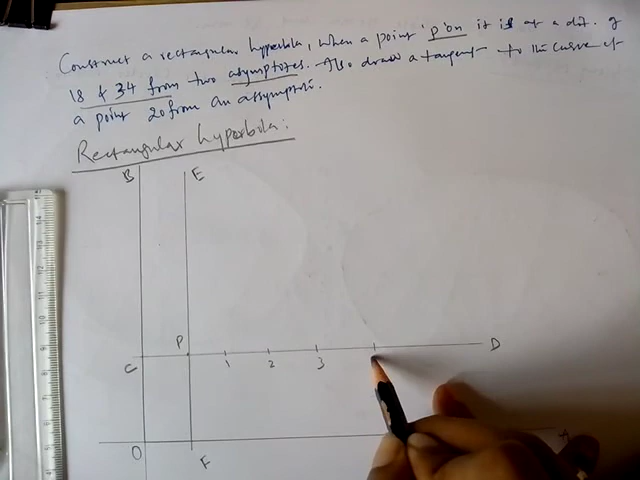 Construct a rectangular hyperbola, when a point 'p' on it is at a dist. of
18 & 34 from two asymptotes. Also draw a tangent to the curve at
a point 20 from an assymptote.
Rectangular hyperbola:
B
E
P
D
C
1
2
3
A
O
F